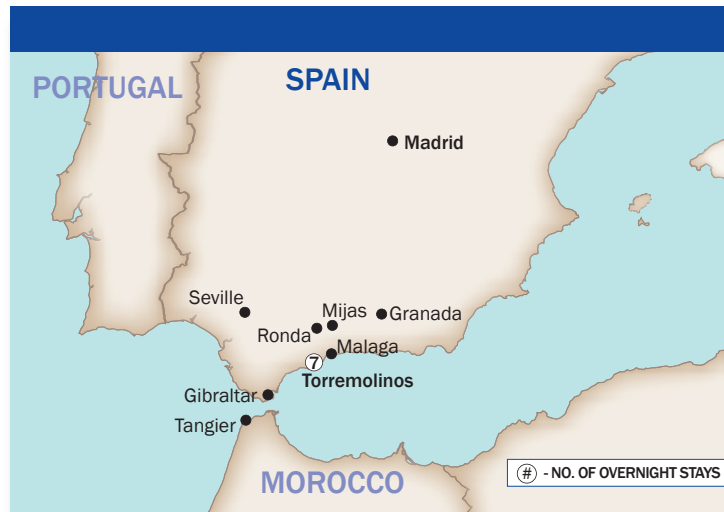 PORTUGAL
SPAIN
Madrid
Seville
Mijas
Granada
Ronda
Malaga
7
Torremolinos
Gibraltar
Tangier
MOROCCO
# - NO. OF OVERNIGHT STAYS